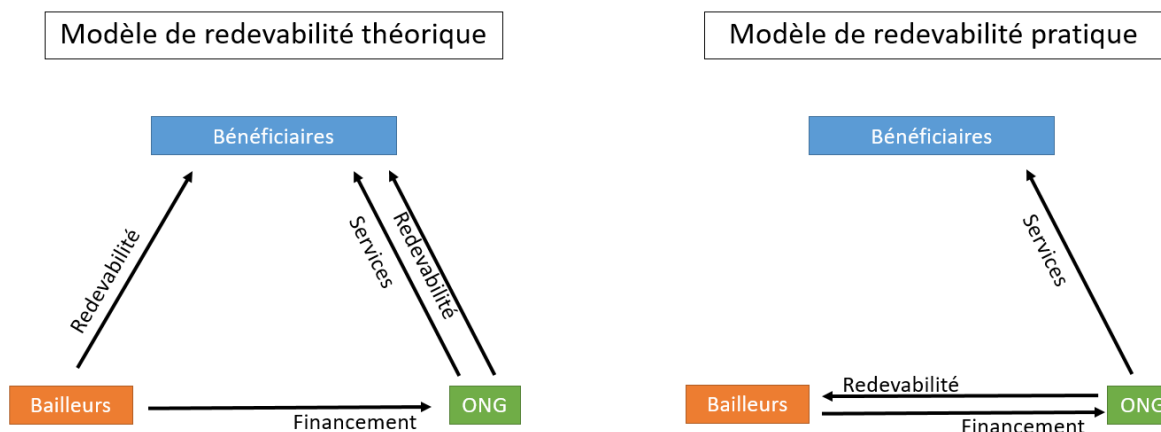 Modèle de redevabilité théorique
Bénéficiaires
Redevabilité
Services
Redevabilité
Bailleurs
ONG
Financement
Modèle de redevabilité pratique
Bénéficiaires
Services
Redevabilité
Bailleurs
ONG
Financement